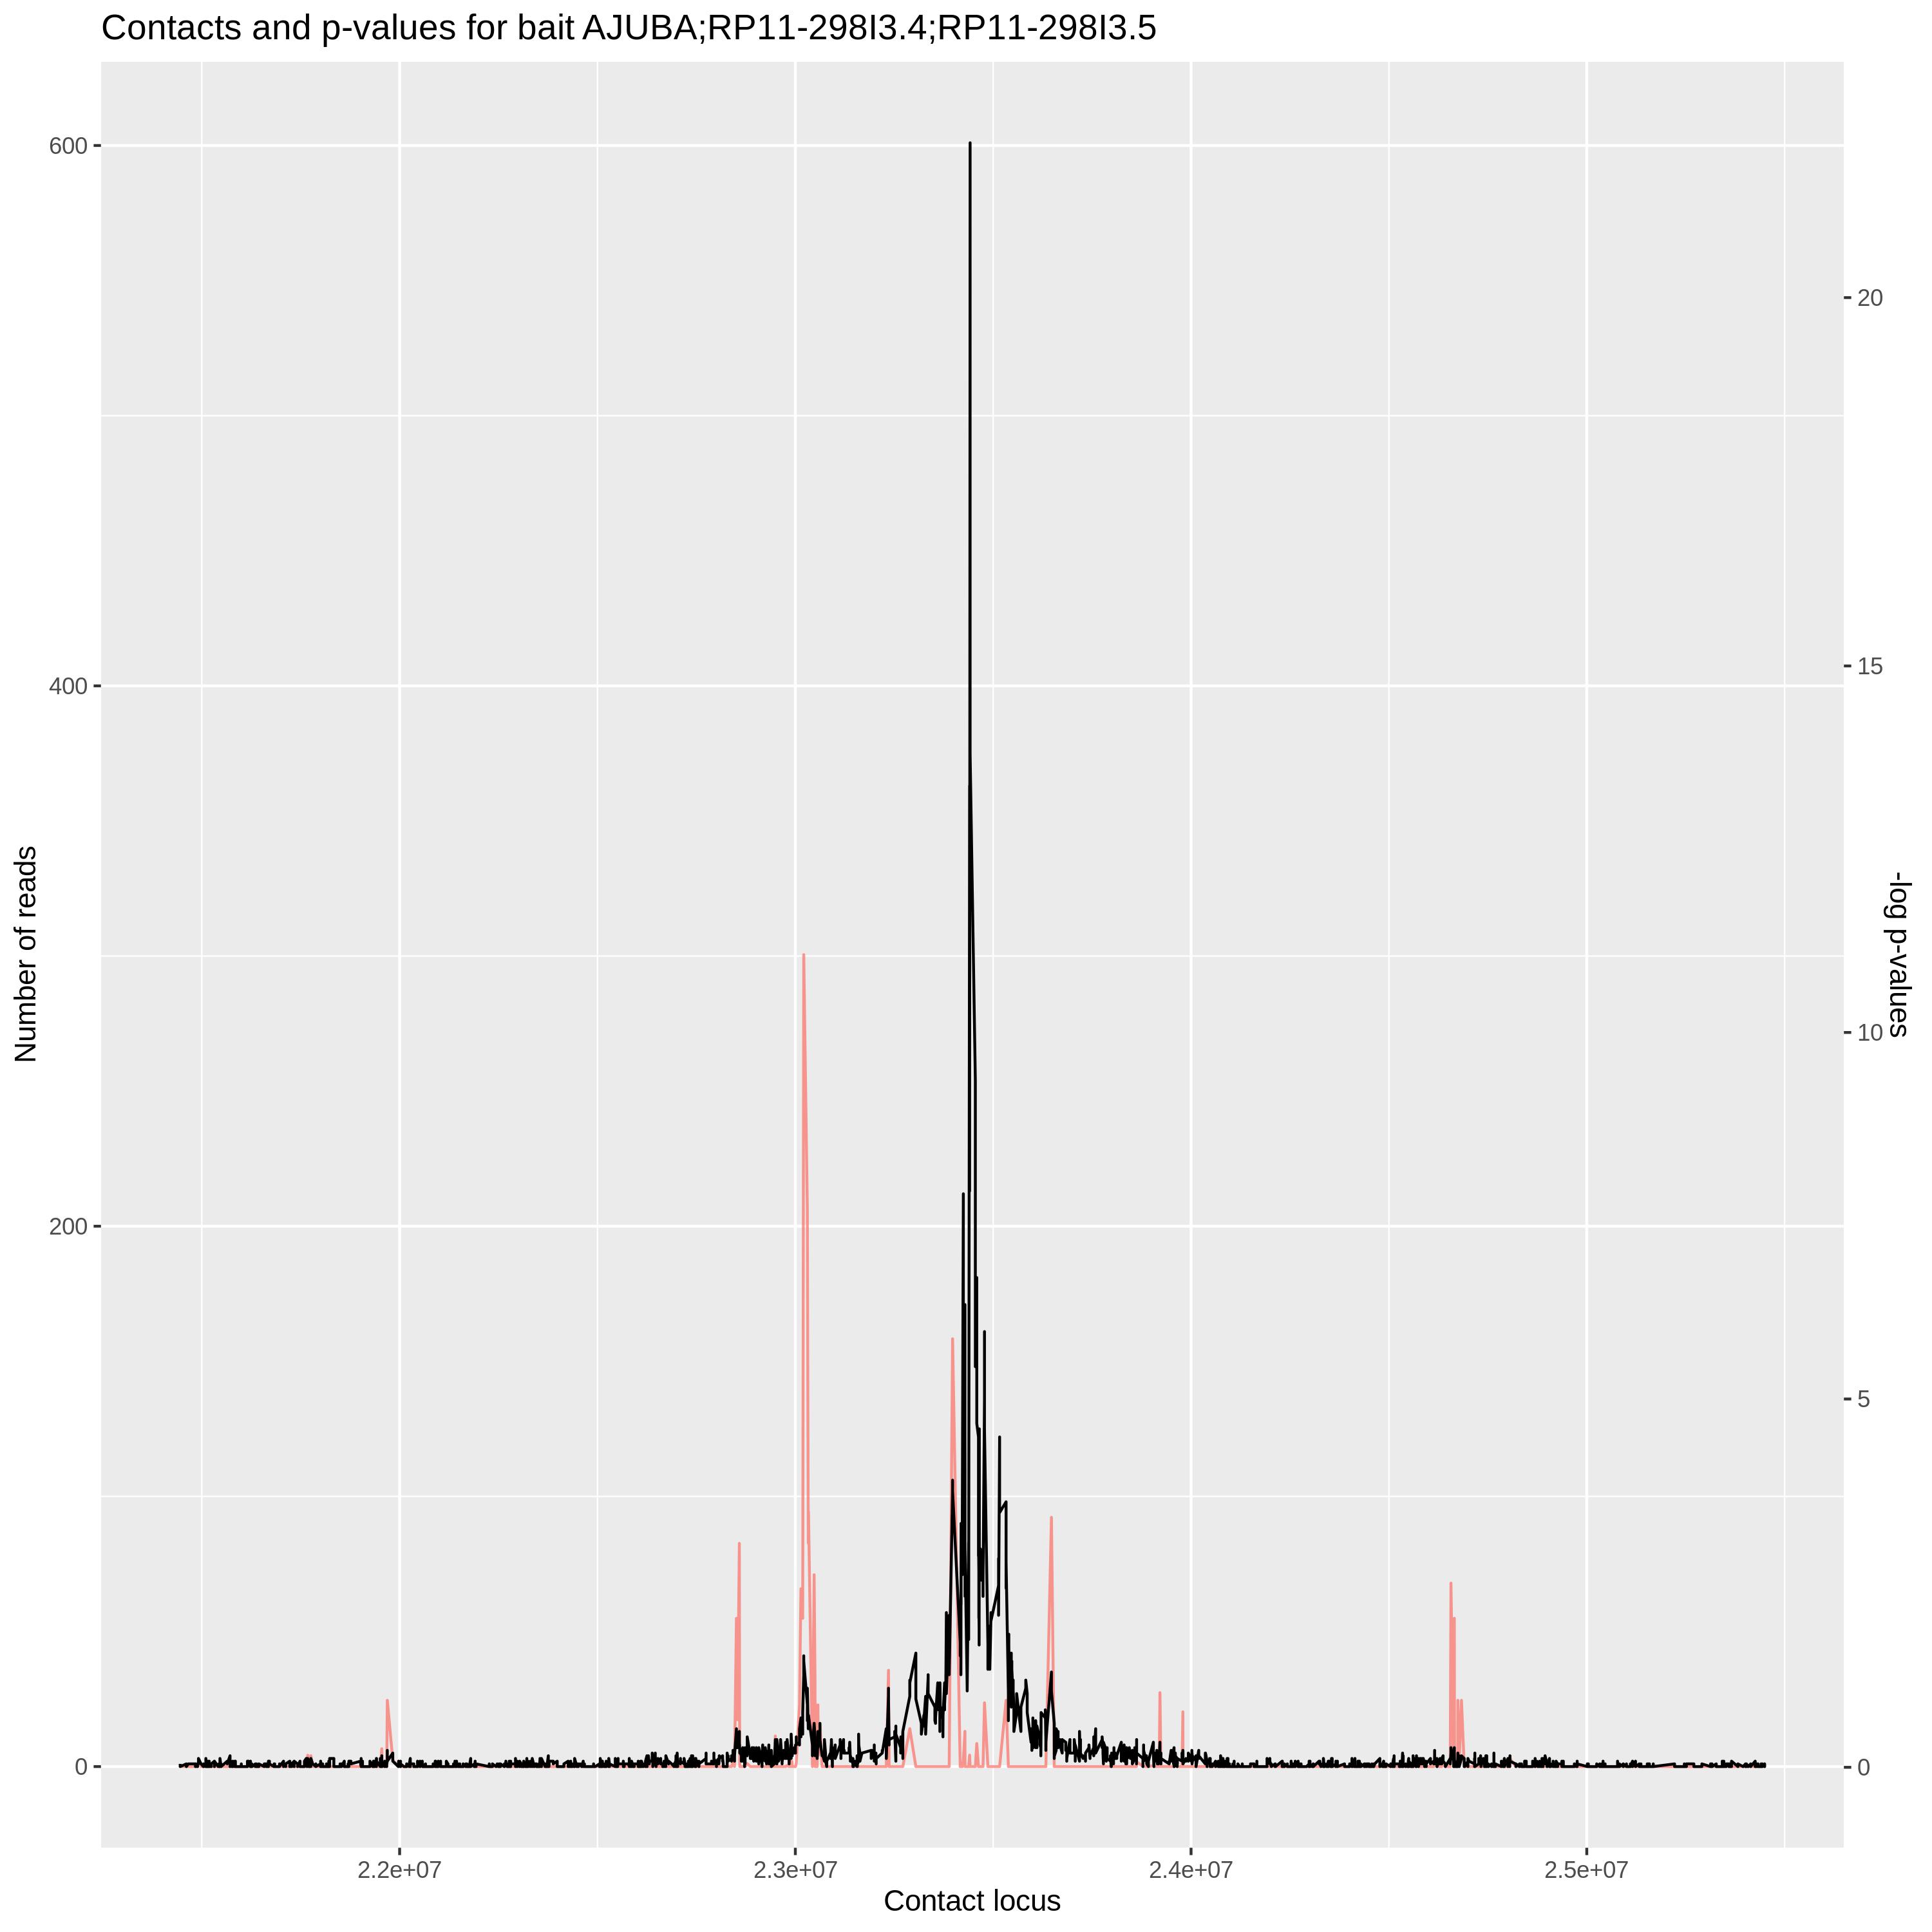 Contacts and p-values for bait AJUBA;RP11-298I3.4;RP11-298I3.5
600
400
200
0
Number of reads
20
15
10
5
0
-log p-values
2.2e+07
2.3e+07
2.4e+07
2.5e+07
Contact locus